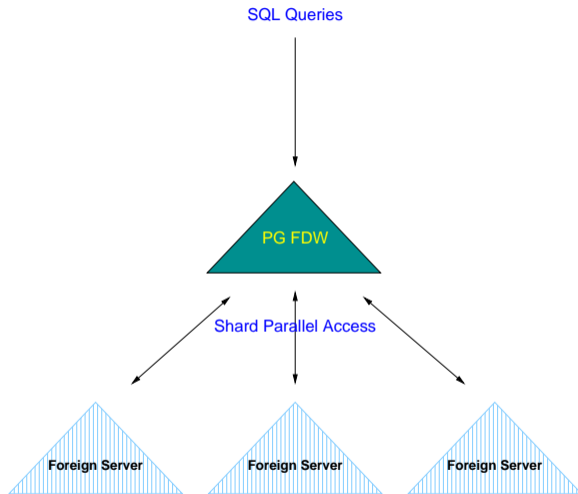 SQL Queries
PG FDW
Shard Parallel Access
Foreign Server
Foreign Server
Foreign Server